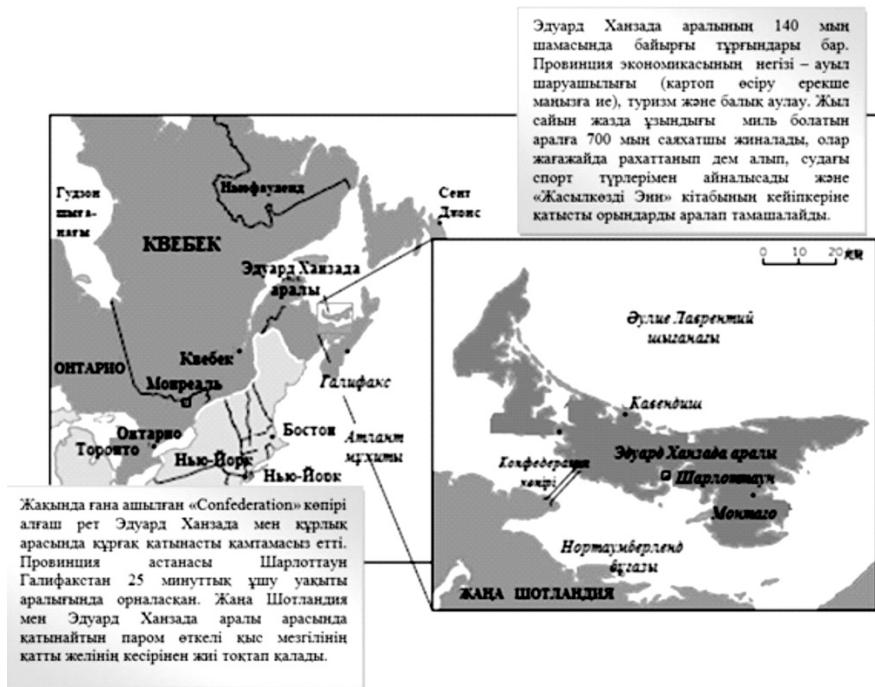 Эдуард Ханзада аралының 140 мың
шамасында байырғы тұрғындары бар.
Провинция экономикасының негізі – ауыл
шаруашылығы (картоп өсіру ерекше
маңызға ие), туризм және балық аулау. Жыл
сайын жазда ұзындығы миль болатын
аралға 700 мың саяхатшы жиналады, олар
жағажайда рахаттанып дем алып, судағы
спорт түрлерімен айналысады және
«Жасылкөзді Энн» кітабының кейіпкеріне
қатысты орындарды аралап тамашалайды.
Гудзон
шыға-
нағы
Ньюфаунленд
Сент
Джонс
КВЕБЕК
Эдуард Ханзада
аралы
Квебек
ОНТАРИО
Монреаль
Галифакс
Онтарио
Торонто
Бостон
Атлант
мұхиты
Нью-Йорк
Нью-Йорк
0 10 20 км
Әулие Лаврентий
шығанағы
Кавендиш
Эдуард Ханзада аралы
Шарлоттаун
Конфедерация
көпірі
Монтаго
Нортаумберленд
бұғазы
ЖАҢА ШОТЛАНДИЯ
Жақында ғана ашылған «Confederation» көпірі
алғаш рет Эдуард Ханзада мен құрлық
арасында құрғақ қатынасты қамтамасыз етті.
Провинция астанасы Шарлоттаун
Галифакстан 25 минуттық ұшу уақыты
аралығында орналасқан. Жаңа Шотландия
мен Эдуард Ханзада аралы арасында
қатынайтын паром өткелі қыс мезгілінің
қатты желінің кесірінен жиі тоқтап қалады.